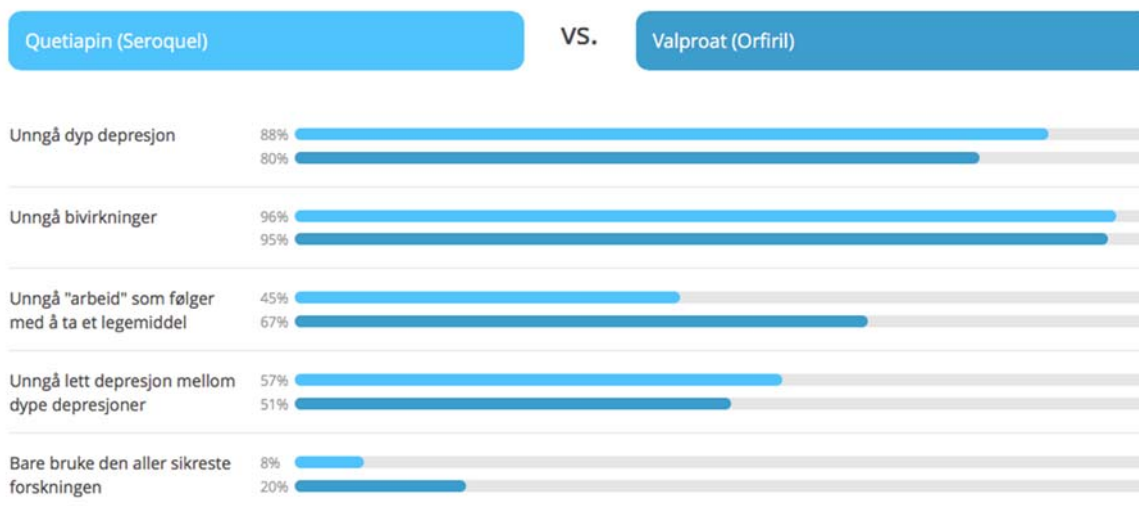 Quetiapin (Seroquel)
vs.
Valproat (Orfiril)
Unngå dyp depresjon
88%
80%
Unngå bivirkninger
96%
95%
Unngå "arbeid" som følger
med å ta et legemiddel
45%
67%
Unngå lett depresjon mellom
dype depresjoner
57%
51%
Bare bruke den aller sikreste
forskningen
8%
20%